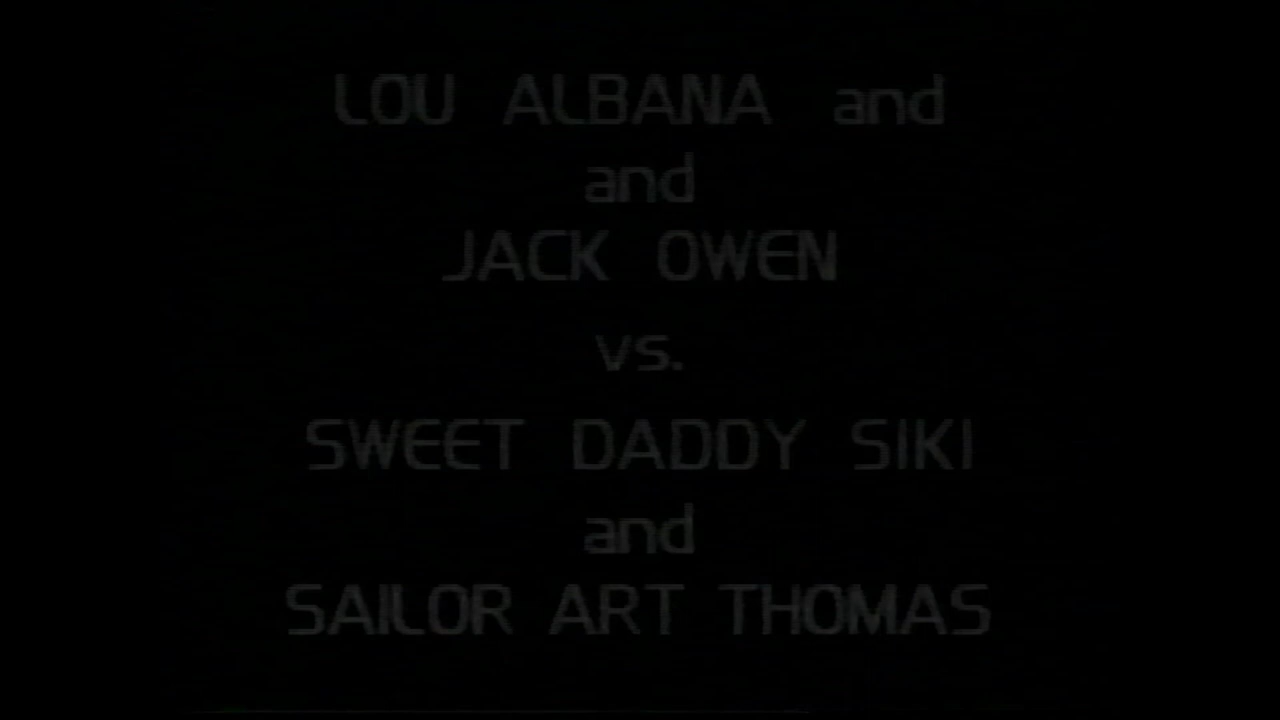 LOU ALBANA and
and
JACK OWEN
vs.
SWEET DADDY SIKI
and
SAILOR ART THOMAS